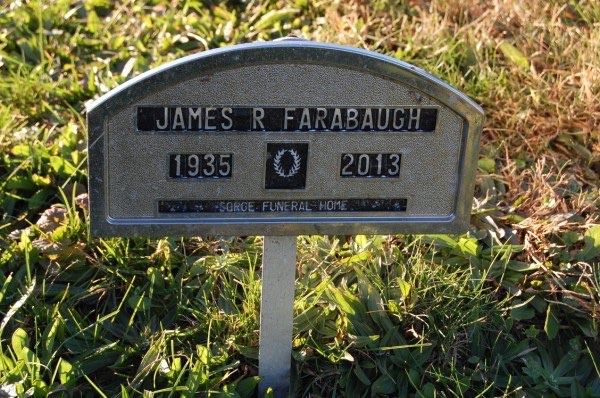 JAMES R FARABAUGH
1935 2013
SORGE FUNERAL HOME